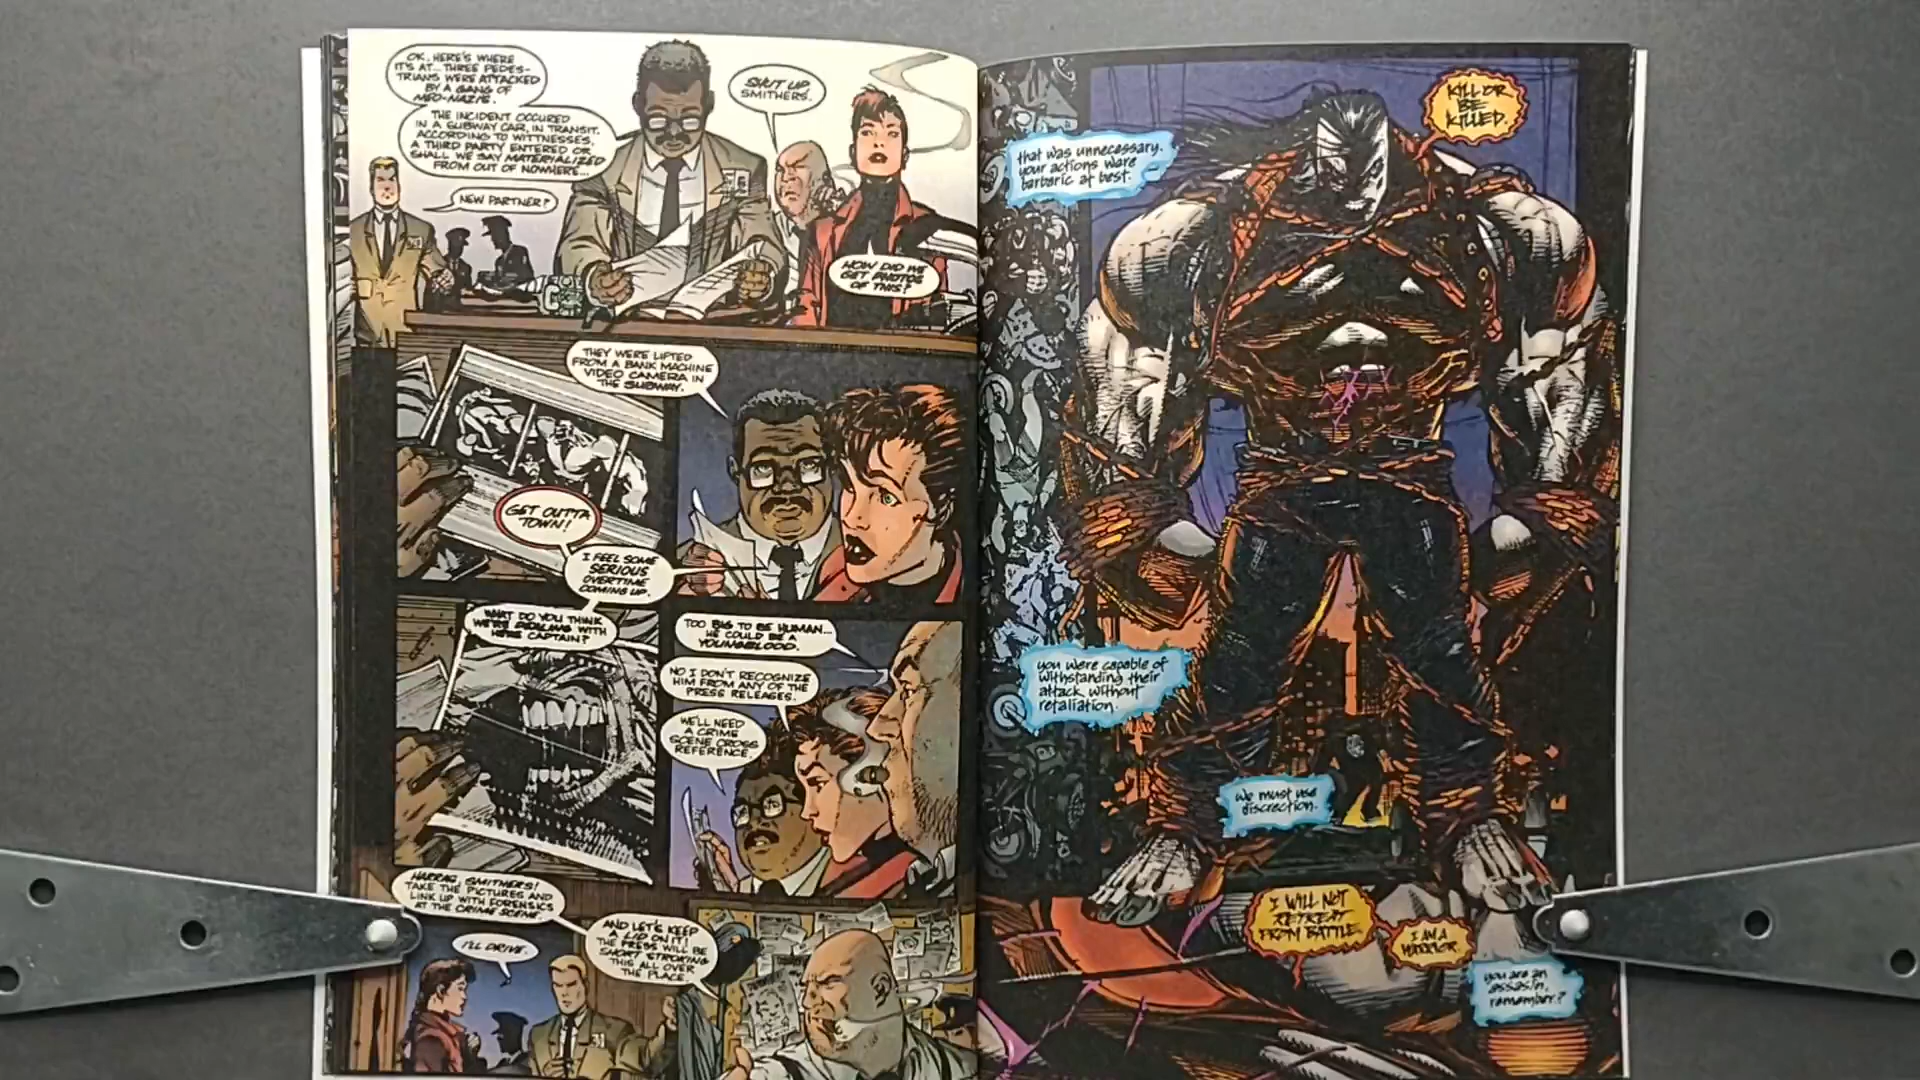 OK, HERE'S WHERE
IT'S AT... THREE PEDES-
TRIANS WERE ATTACKED
BY A GANG OF
NEO-NAZIS.
THE INCIDENT OCCURED
IN A SUBWAY CAR, IN TRANSIT.
ACCORDING TO WITTNESSES,
A THIRD PARTY ENTERED OR
SHALL WE SAY MATERIALIZED
FROM OUT OF NOWHERE...
NEW PARTNER?
SHUT UP
SMITHERS.
HOW DID WE
GET PHOTOS
OF THIS?
THEY WERE LIFTED
FROM A BANK MACHINE
VIDEO CAMERA IN
THE SUBWAY.
GET OUTTA
TOWN!
I FEEL SOME
SERIOUS
OVERTIME
COMING UP.
WHAT DO YOU THINK
WE'RE DEALING WITH
HERE CAPTAIN?
TOO BIG TO BE HUMAN...
HE COULD BE A
YOUNGBLOOD.
NO I DON'T RECOGNIZE
HIM FROM ANY OF THE
PRESS RELEASES.
WE'LL NEED
A CRIME
SCENE CROSS
REFERENCE.
HARRAG, SMITHERS!
TAKE THE PICTURES AND
LINK UP WITH FORENSICS
AT THE CRIME SCENE.
I'LL DRIVE.
AND LET'S KEEP
A LID ON IT!
THE PRESS WILL BE
SHORT STROKING
THIS ALL OVER
THE PLACE.
KILL OR
BE
KILLED.
that was unnecessary.
your actions were
barbaric at best.
you were capable of
withstanding their
attack without
retaliation.
we must use
discretion.
I WILL NOT
RETREAT
FROM BATTLE.
I AM A
WARRIOR.
you are an
assasin,
remember?